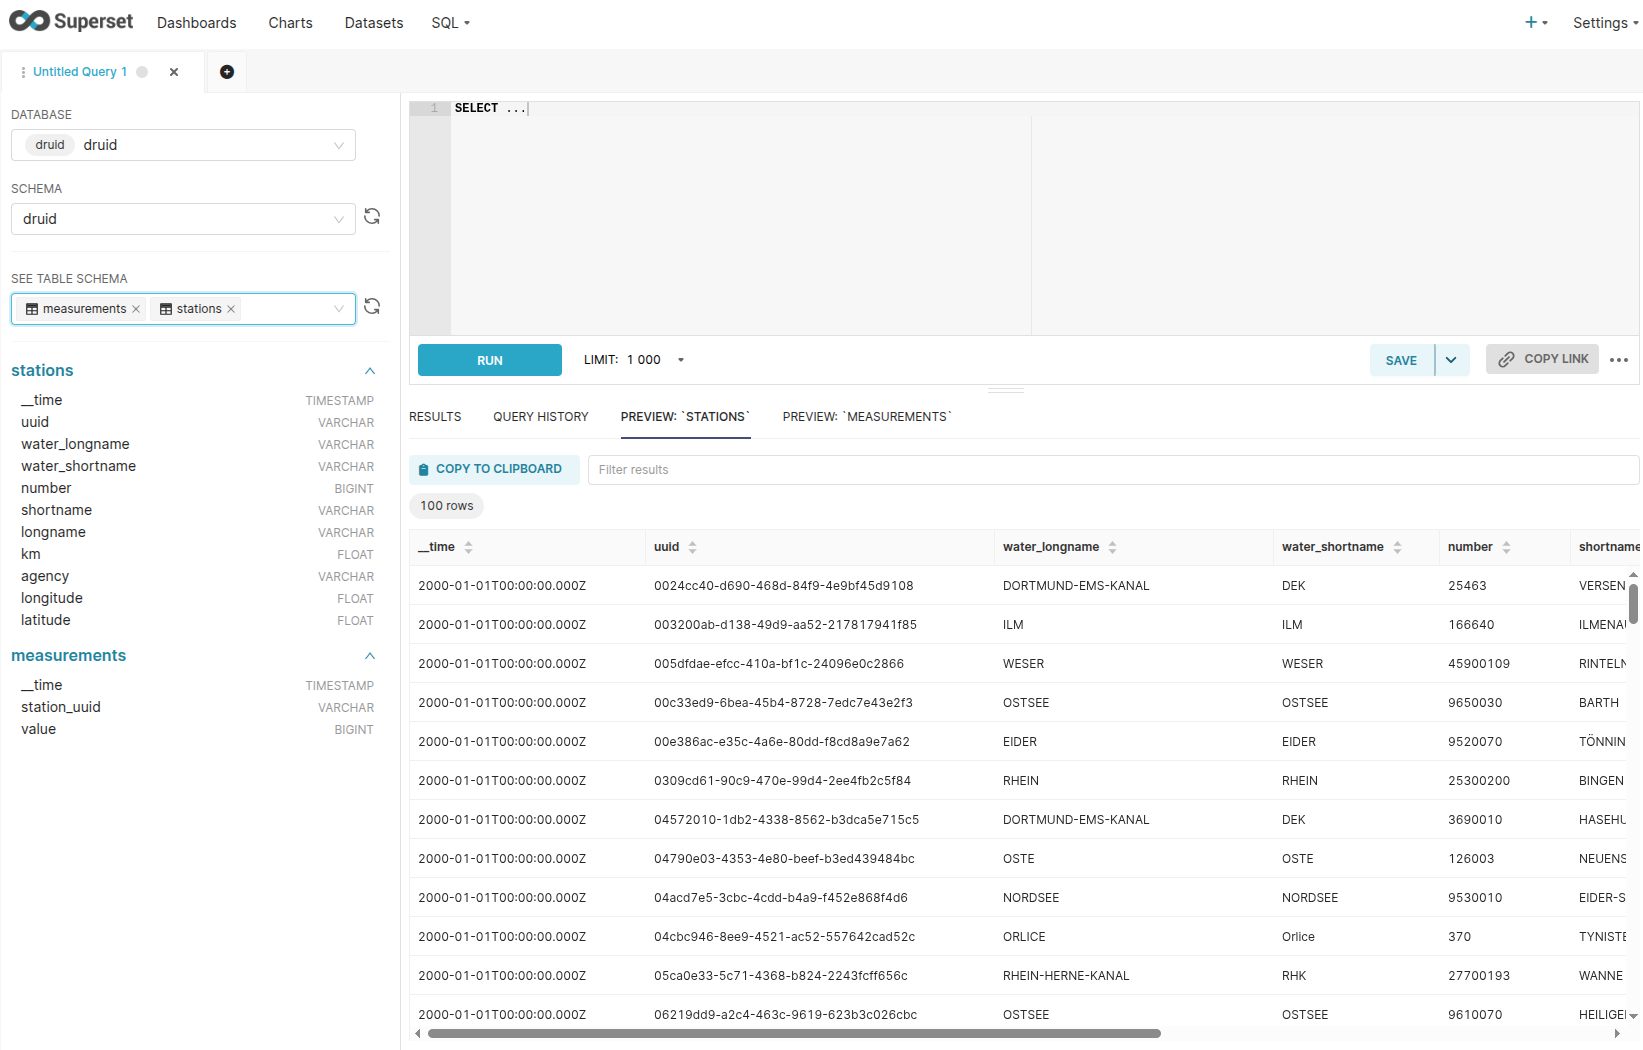 Superset Dashboards Charts Datasets SQL + Settings
Untitled Query 1
DATABASE
druid druid
SCHEMA
druid
SEE TABLE SCHEMA
measurements stations
stations
__time TIMESTAMP
uuid VARCHAR
water_longname VARCHAR
water_shortname VARCHAR
number BIGINT
shortname VARCHAR
longname VARCHAR
km FLOAT
agency VARCHAR
longitude FLOAT
latitude FLOAT
measurements
__time TIMESTAMP
station_uuid VARCHAR
value BIGINT
1 SELECT ...
RUN LIMIT: 1 000 SAVE COPY LINK
RESULTS QUERY HISTORY PREVIEW: `STATIONS` PREVIEW: `MEASUREMENTS`
COPY TO CLIPBOARD Filter results
100 rows
__time uuid water_longname water_shortname number shortname
2000-01-01T00:00:00.000Z 0024cc40-d690-468d-84f9-4e9bf45d9108 DORTMUND-EMS-KANAL DEK 25463 VERSEN
2000-01-01T00:00:00.000Z 003200ab-d138-49d9-aa52-217817941f85 ILM ILM 166640 ILMENAU
2000-01-01T00:00:00.000Z 005dfdae-efcc-410a-bf1c-24096e0c2866 WESER WESER 45900109 RINTELN
2000-01-01T00:00:00.000Z 00c33ed9-6bea-45b4-8728-7edc7e43e2f3 OSTSEE OSTSEE 9650030 BARTH
2000-01-01T00:00:00.000Z 00e386ac-e35c-4a6e-80dd-f8cd8a9e7a62 EIDER EIDER 9520070 TÖNNIN
2000-01-01T00:00:00.000Z 0309cd61-90c9-470e-99d4-2ee4fb2c5f84 RHEIN RHEIN 25300200 BINGEN
2000-01-01T00:00:00.000Z 04572010-1db2-4338-8562-b3dca5e715c5 DORTMUND-EMS-KANAL DEK 3690010 HASEHU
2000-01-01T00:00:00.000Z 04790e03-4353-4e80-beef-b3ed439484bc OSTE OSTE 126003 NEUENS
2000-01-01T00:00:00.000Z 04acd7e5-3cbc-4cdd-b4a9-f452e868f4d6 NORDSEE NORDSEE 9530010 EIDER-S
2000-01-01T00:00:00.000Z 04cbc946-8ee9-4521-ac52-557642cad52c ORLICE Orlice 370 TYNISTE
2000-01-01T00:00:00.000Z 05ca0e33-5c71-4368-b824-2243fcff656c RHEIN-HERNE-KANAL RHK 27700193 WANNE
2000-01-01T00:00:00.000Z 06219dd9-a2c4-463c-9619-623b3c026cbc OSTSEE OSTSEE 9610070 HEILIGE